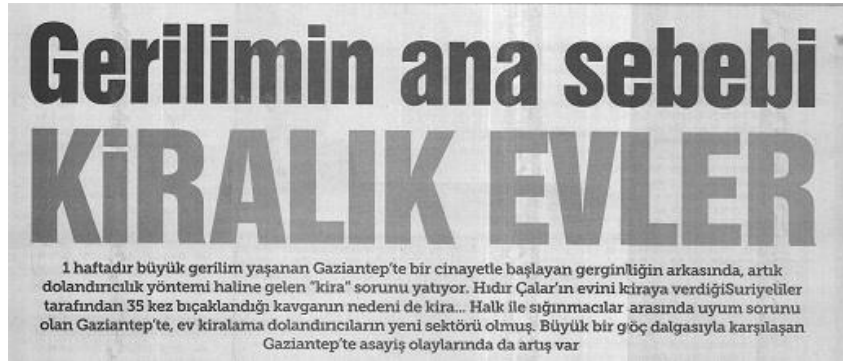 Gerilimin ana sebebi
KİRALIK EVLER
1 haftadır büyük gerilim yaşanan Gaziantep'te bir cinayetle başlayan gerginliğin arkasında, artık
dolandırıcılık yöntemi haline gelen "kira" sorunu yatıyor. Hıdır Çalar'ın evini kiraya verdiğiSuriyeliler
tarafından 35 kez bıçaklandığı kavganın nedeni de kira... Halk ile sığınmacılar arasında uyum sorunu
olan Gaziantep'te, ev kiralama dolandırıcıların yeni sektörü olmuş. Büyük bir göç dalgasıyla karşılaşan
Gaziantep'te asayiş olaylarında da artış var